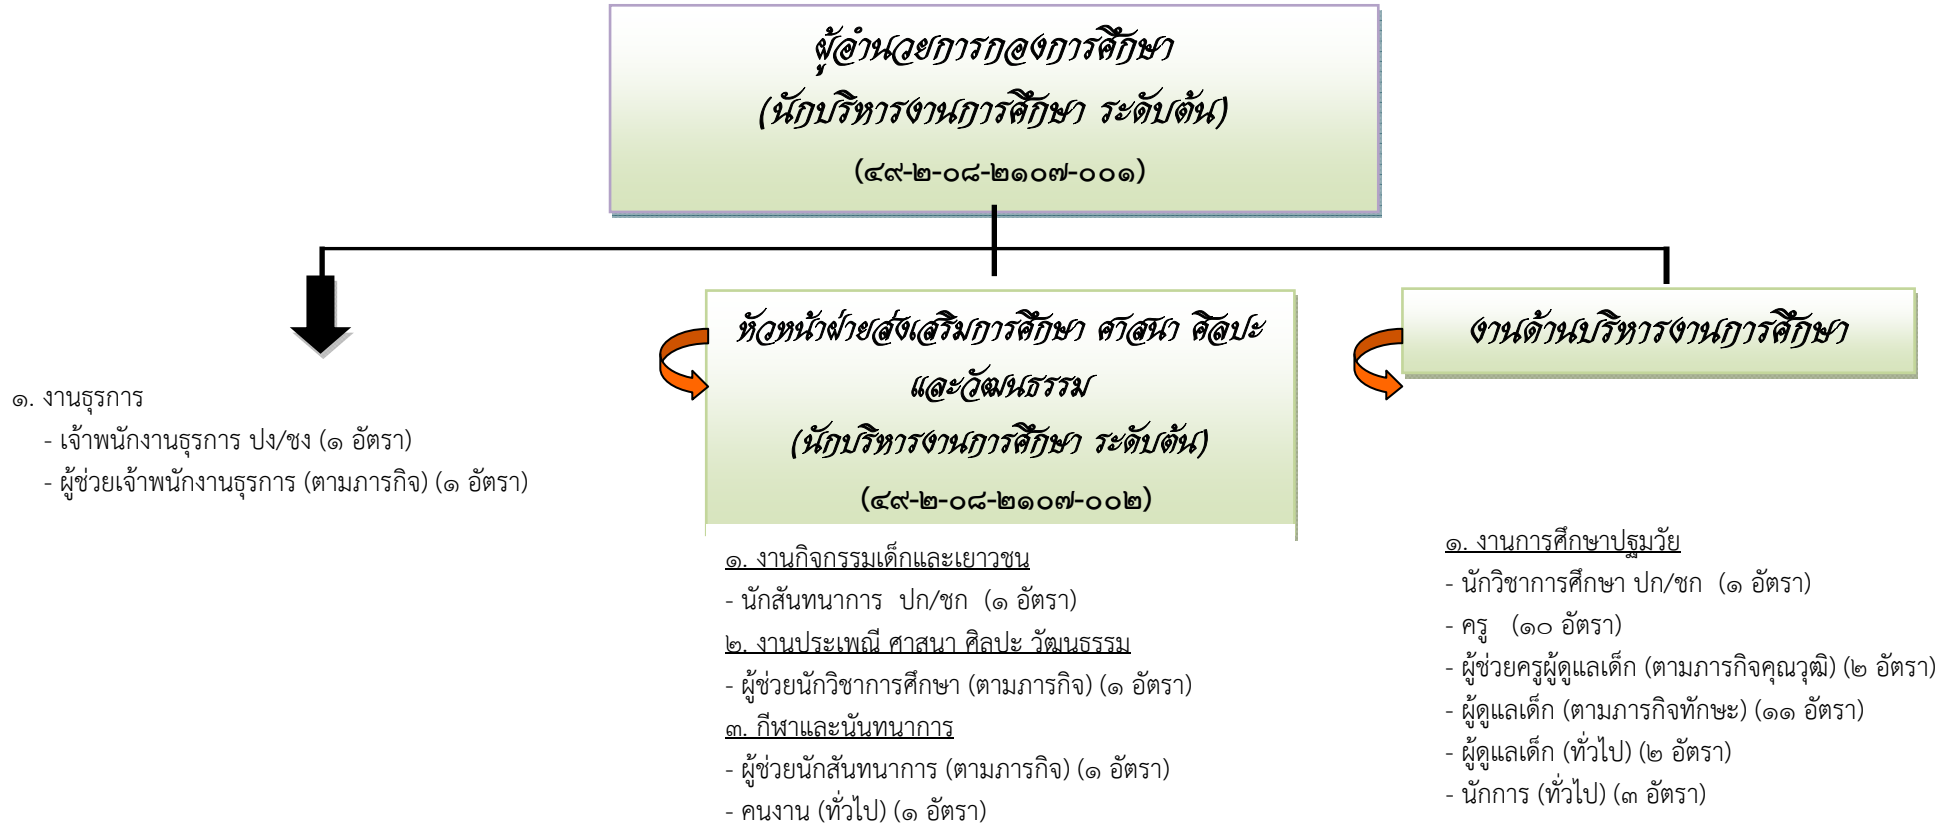 ผู้อำนวยการกองการศึกษา
(นักบริหารงานการศึกษา ระดับต้น)
(๔๙-๒-๐๘-๒๑๐๗-๐๐๑)
๑. งานธุรการ
- เจ้าพนักงานธุรการ ปง/ชง (๑ อัตรา)
- ผู้ช่วยเจ้าพนักงานธุรการ (ตามภารกิจ) (๑ อัตรา)
หัวหน้าฝ่ายส่งเสริมการศึกษา ศาสนา ศิลปะ
และวัฒนธรรม
(นักบริหารงานการศึกษา ระดับต้น)
(๔๙-๒-๐๘-๒๑๐๗-๐๐๒)
๑. งานกิจกรรมเด็กและเยาวชน
- นักสันทนาการ ปก/ชก (๑ อัตรา)
๒. งานประเพณี ศาสนา ศิลปะ วัฒนธรรม
- ผู้ช่วยนักวิชาการศึกษา (ตามภารกิจ) (๑ อัตรา)
๓. กีฬาและนันทนาการ
- ผู้ช่วยนักสันทนาการ (ตามภารกิจ) (๑ อัตรา)
- คนงาน (ทั่วไป) (๑ อัตรา)
งานด้านบริหารงานการศึกษา
๑. งานการศึกษาปฐมวัย
- นักวิชาการศึกษา ปก/ชก (๑ อัตรา)
- ครู (๑๐ อัตรา)
- ผู้ช่วยครูผู้ดูแลเด็ก (ตามภารกิจคุณวุฒิ) (๒ อัตรา)
- ผู้ดูแลเด็ก (ตามภารกิจทักษะ) (๑๑ อัตรา)
- ผู้ดูแลเด็ก (ทั่วไป) (๒ อัตรา)
- นักการ (ทั่วไป) (๓ อัตรา)